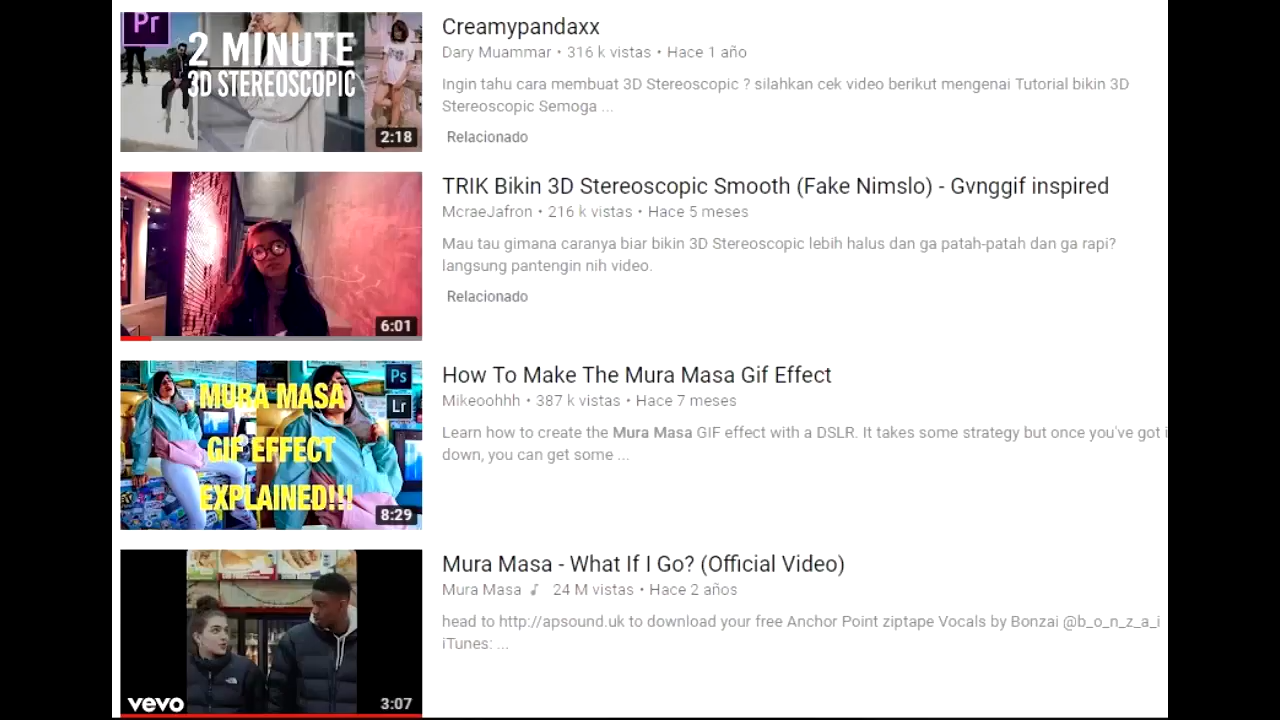 Pr
2 MINUTE
3D STEREOSCOPIC
2:18
Creamypandaxx
Dary Muammar • 316 k vistas • Hace 1 año
Ingin tahu cara membuat 3D Stereoscopic ? silahkan cek video berikut mengenai Tutorial bikin 3D
Stereoscopic Semoga ...
Relacionado
6:01
TRIK Bikin 3D Stereoscopic Smooth (Fake Nimslo) - Gvnggif inspired
McraeJafron • 216 k vistas • Hace 5 meses
Mau tau gimana caranya biar bikin 3D Stereoscopic lebih halus dan ga patah-patah dan ga rapi?
langsung pantengin nih video.
Relacionado
Ps
Lr
MURA MASA
GIF EFFECT
EXPLAINED!!!
8:29
How To Make The Mura Masa Gif Effect
Mikeoohhh • 387 k vistas • Hace 7 meses
Learn how to create the Mura Masa GIF effect with a DSLR. It takes some strategy but once you've got i
down, you can get some ...
vevo
3:07
Mura Masa - What If I Go? (Official Video)
Mura Masa ♪ 24 M vistas • Hace 2 años
head to http://apsound.uk to download your free Anchor Point ziptape Vocals by Bonzai @b_o_n_z_a_i
iTunes: ...